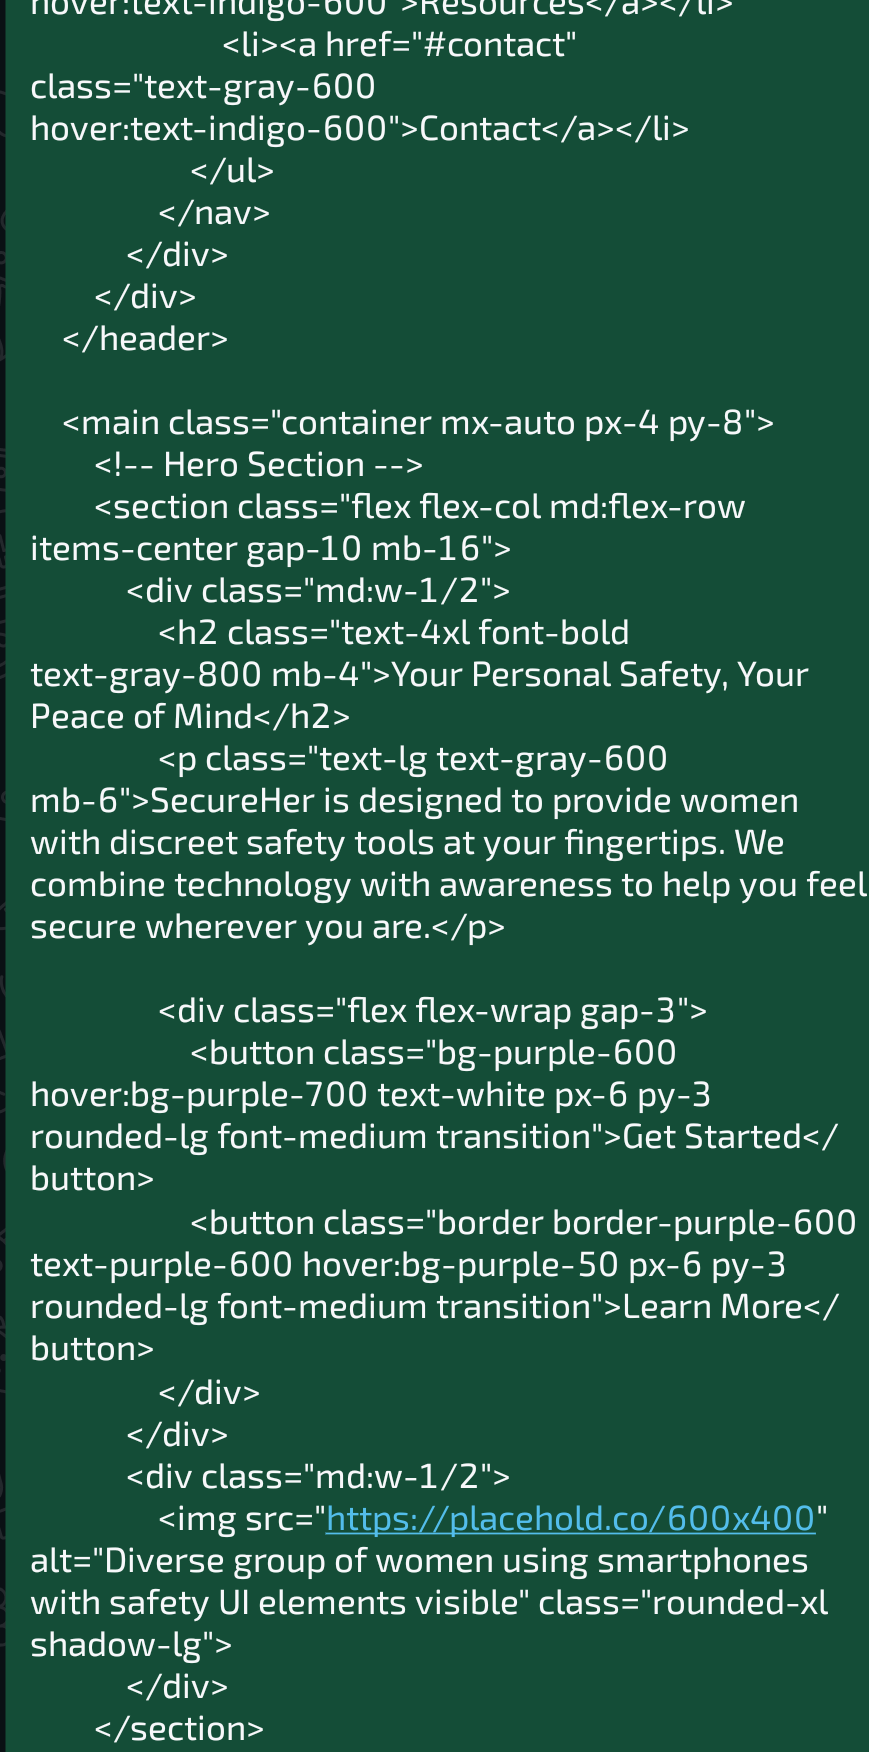 hover:text-indigo-600">Resources</a></li>
<li><a href="#contact"
class="text-gray-600
hover:text-indigo-600">Contact</a></li>
</ul>
</nav>
</div>
</div>
</header>
<main class="container mx-auto px-4 py-8">
<!-- Hero Section -->
<section class="flex flex-col md:flex-row
items-center gap-10 mb-16">
<div class="md:w-1/2">
<h2 class="text-4xl font-bold
text-gray-800 mb-4">Your Personal Safety, Your
Peace of Mind</h2>
<p class="text-lg text-gray-600
mb-6">SecureHer is designed to provide women
with discreet safety tools at your fingertips. We
combine technology with awareness to help you feel
secure wherever you are.</p>
<div class="flex flex-wrap gap-3">
<button class="bg-purple-600
hover:bg-purple-700 text-white px-6 py-3
rounded-lg font-medium transition">Get Started</
button>
<button class="border border-purple-600
text-purple-600 hover:bg-purple-50 px-6 py-3
rounded-lg font-medium transition">Learn More</
button>
</div>
</div>
<div class="md:w-1/2">
<img src="https://placehold.co/600x400"
alt="Diverse group of women using smartphones
with safety UI elements visible" class="rounded-xl
shadow-lg">
</div>
</section>